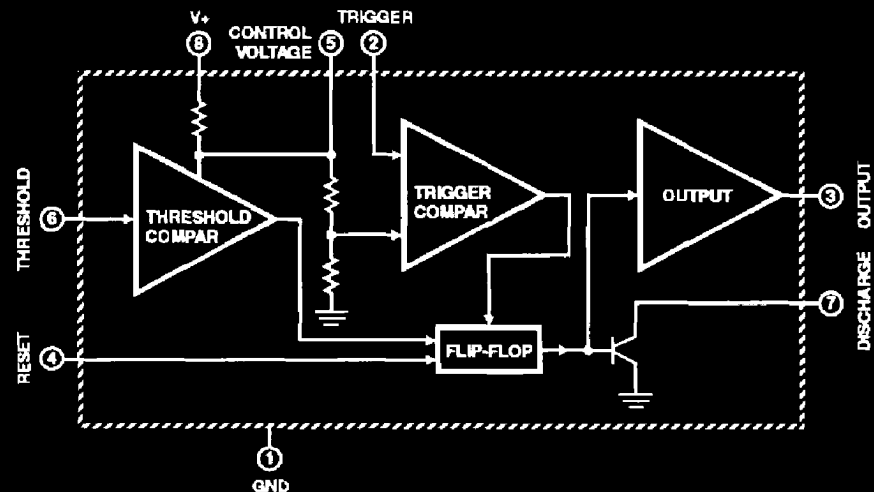 V+
8
CONTROL
VOLTAGE
5
TRIGGER
2
THRESHOLD
6
THRESHOLD
COMPAR
TRIGGER
COMPAR
OUTPUT
3
OUTPUT
7
DISCHARGE
RESET
4
FLIP-FLOP
1
GND